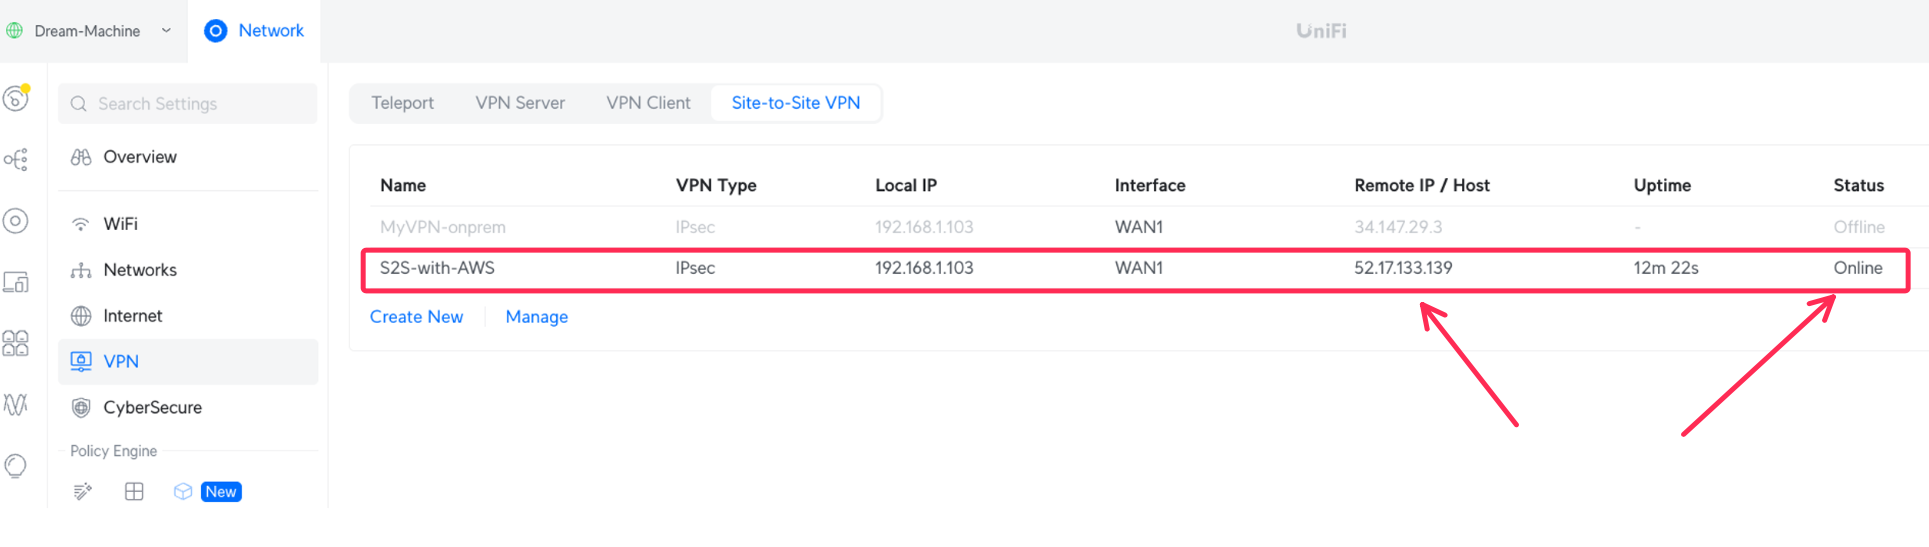 Dream-Machine
Network
UniFi
Search Settings
Teleport VPN Server VPN Client Site-to-Site VPN
Overview
WiFi
Networks
Internet
VPN
CyberSecure
Policy Engine
New
Name VPN Type Local IP Interface Remote IP / Host Uptime Status
MyVPN-onprem IPsec 192.168.1.103 WAN1 34.147.29.3 - Offline
S2S-with-AWS IPsec 192.168.1.103 WAN1 52.17.133.139 12m 22s Online
Create New Manage